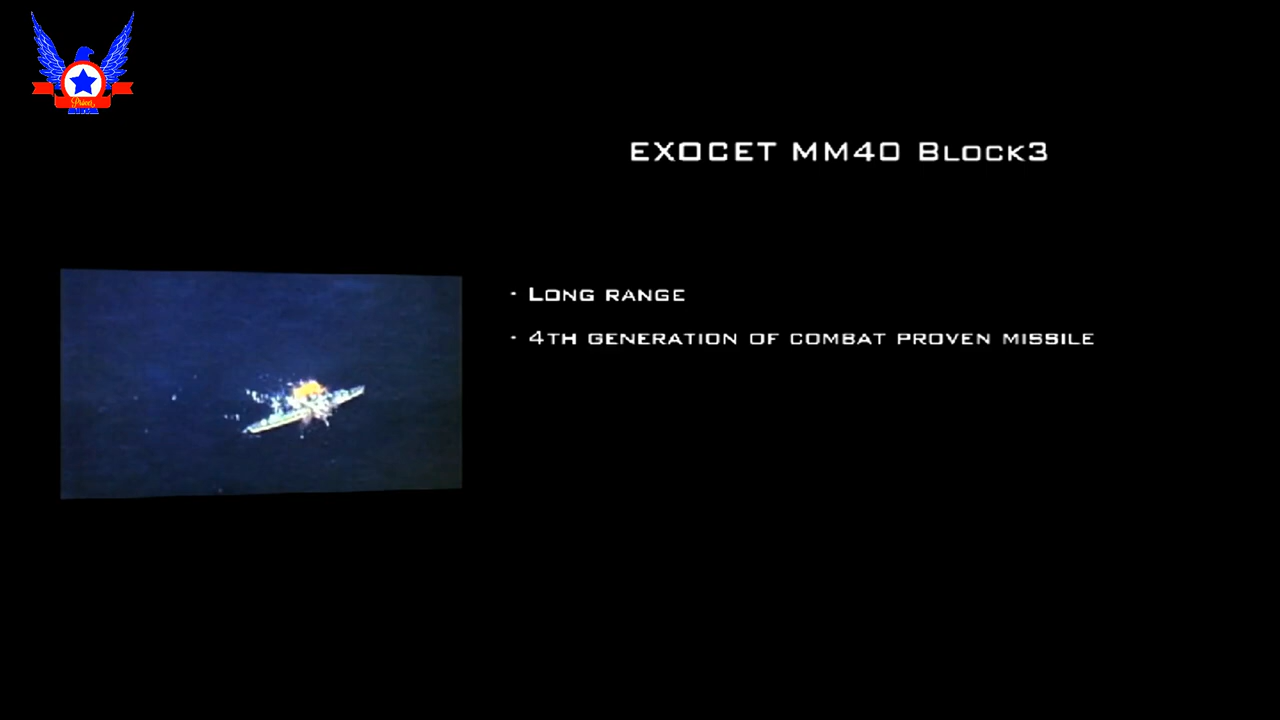 EXOCET MM40 Block3
- Long range
- 4th generation of combat proven missile